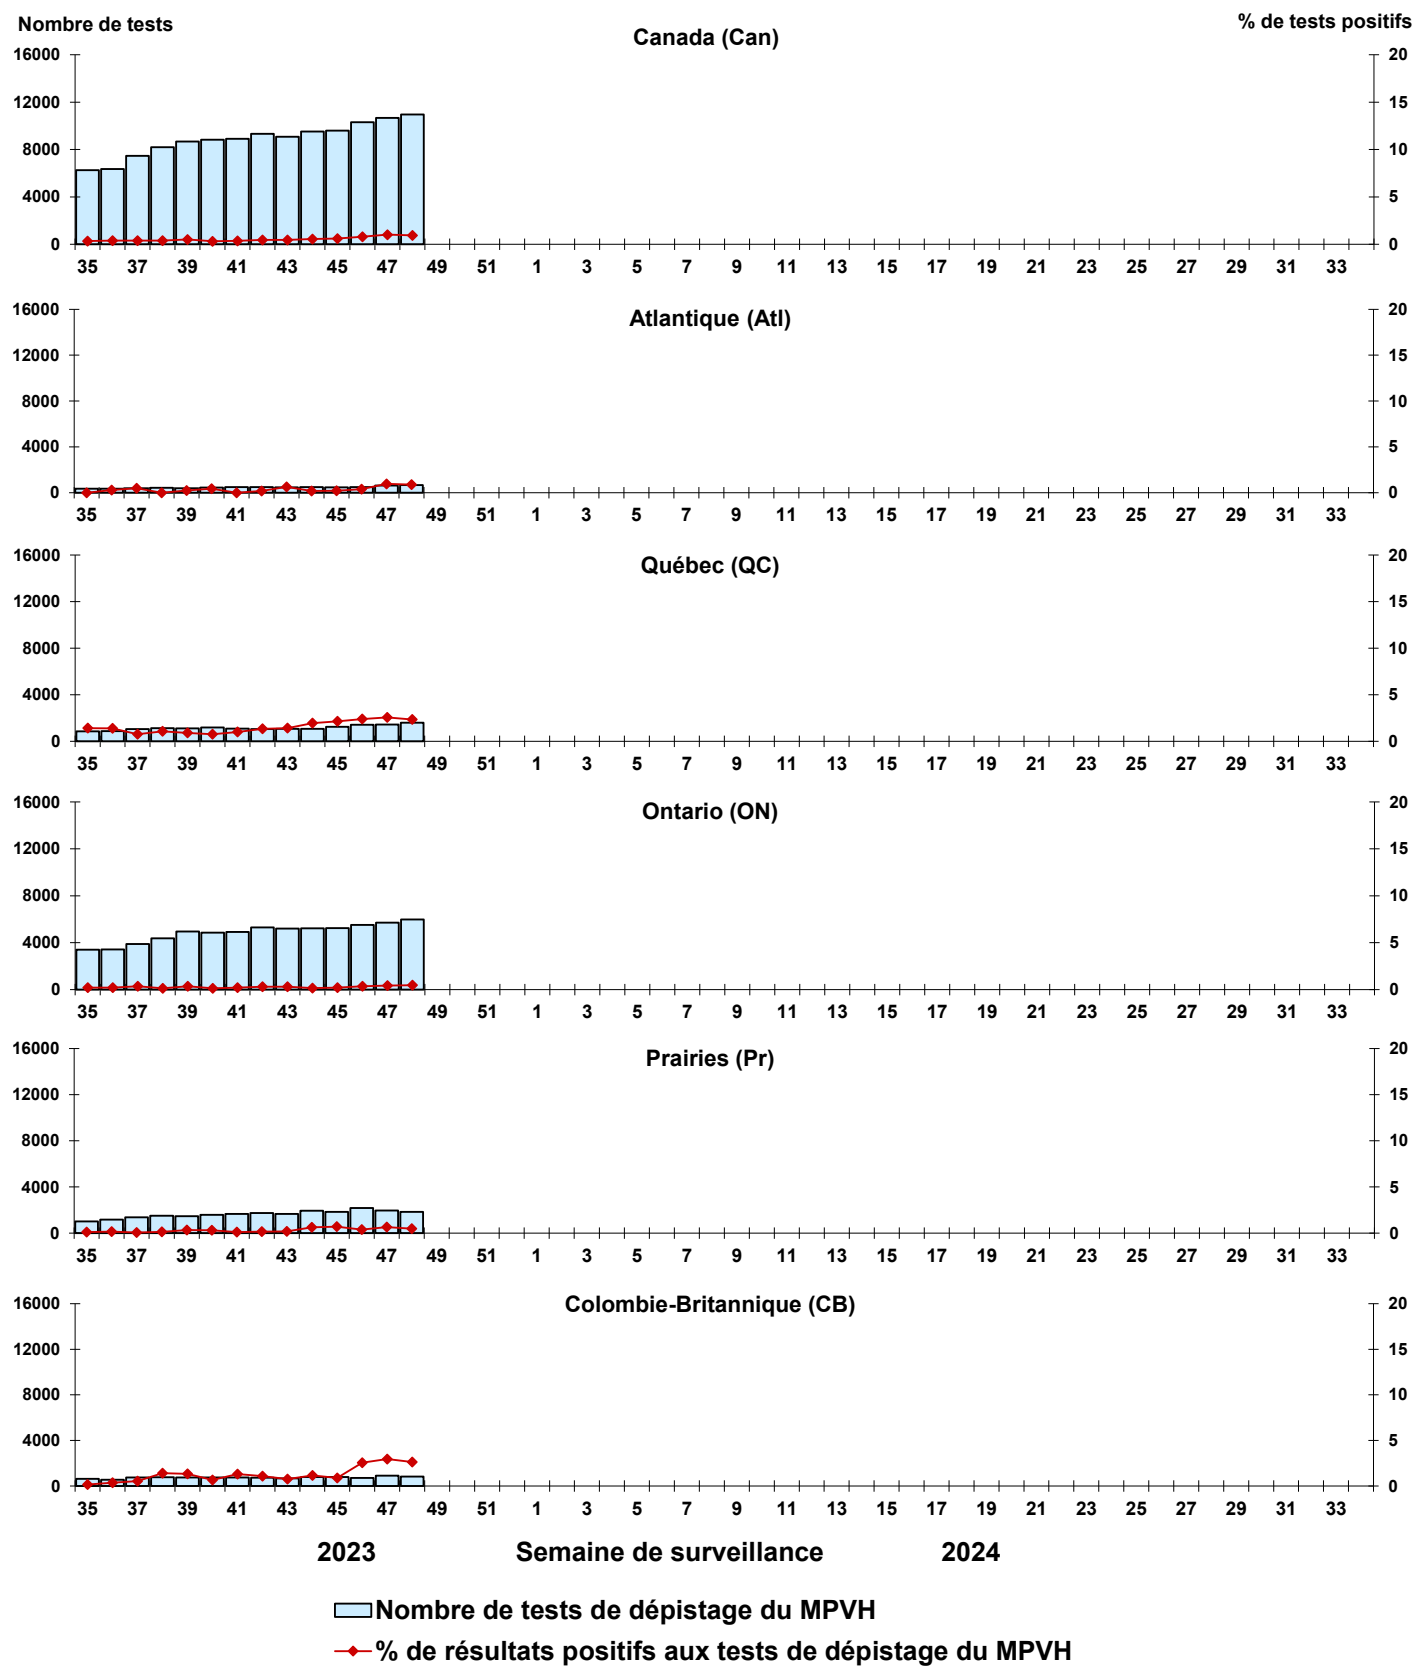 Nombre de tests
% de tests positifs
Canada (Can)
16000 20
12000 15
8000 10
4000 5
0 0
35 37 39 41 43 45 47 49 51 1 3 5 7 9 11 13 15 17 19 21 23 25 27 29 31 33
Atlantique (Atl)
16000 20
12000 15
8000 10
4000 5
0 0
35 37 39 41 43 45 47 49 51 1 3 5 7 9 11 13 15 17 19 21 23 25 27 29 31 33
Québec (QC)
16000 20
12000 15
8000 10
4000 5
0 0
35 37 39 41 43 45 47 49 51 1 3 5 7 9 11 13 15 17 19 21 23 25 27 29 31 33
Ontario (ON)
16000 20
12000 15
8000 10
4000 5
0 0
35 37 39 41 43 45 47 49 51 1 3 5 7 9 11 13 15 17 19 21 23 25 27 29 31 33
Prairies (Pr)
16000 20
12000 15
8000 10
4000 5
0 0
35 37 39 41 43 45 47 49 51 1 3 5 7 9 11 13 15 17 19 21 23 25 27 29 31 33
Colombie-Britannique (CB)
16000 20
12000 15
8000 10
4000 5
0 0
35 37 39 41 43 45 47 49 51 1 3 5 7 9 11 13 15 17 19 21 23 25 27 29 31 33
2023 Semaine de surveillance 2024
Nombre de tests de dépistage du MPVH
% de résultats positifs aux tests de dépistage du MPVH